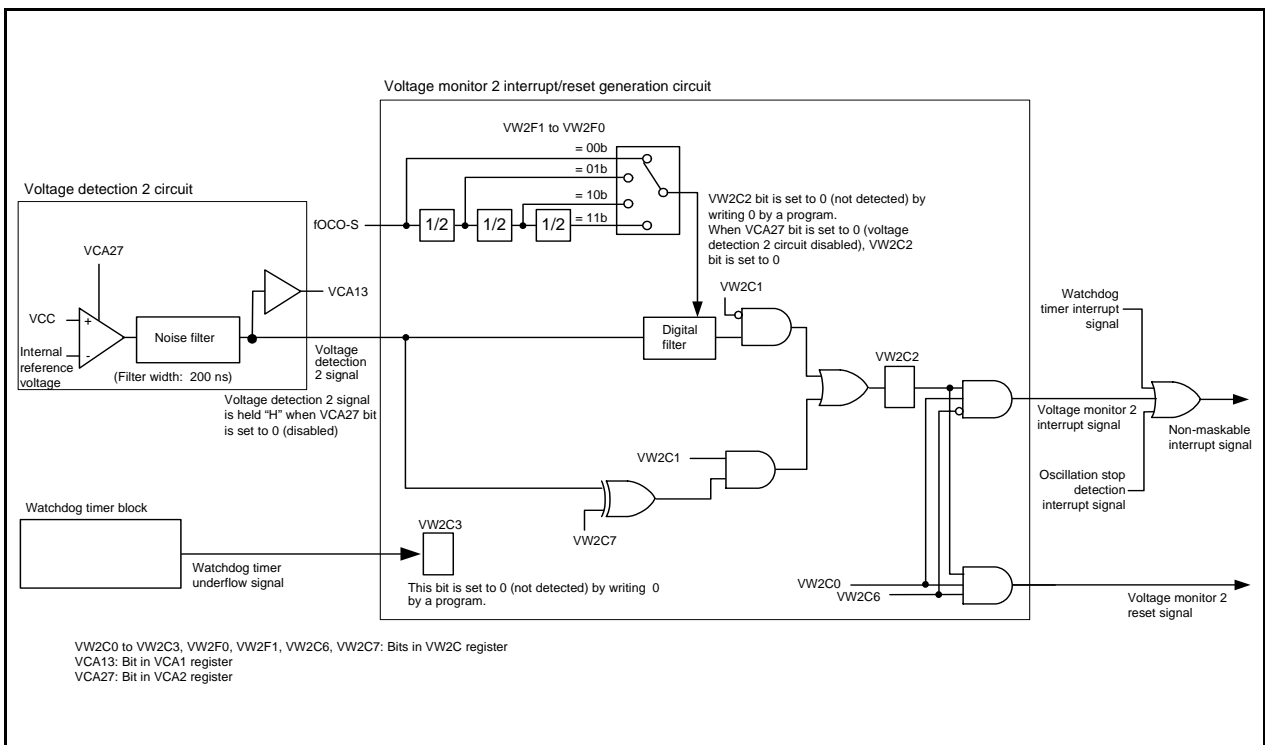 Voltage monitor 2 interrupt/reset generation circuit
VW2F1 to VW2F0
= 00b
= 01b
= 10b
= 11b
fOCO-S
1/2
1/2
1/2
VW2C2 bit is set to 0 (not detected) by
writing 0 by a program.
When VCA27 bit is set to 0 (voltage
detection 2 circuit disabled), VW2C2
bit is set to 0
Voltage detection 2 circuit
VCA27
VCA13
VCC
+
-
Internal
reference
voltage
Noise filter
(Filter width: 200 ns)
Voltage
detection
2 signal
Voltage detection 2 signal
is held “H” when VCA27 bit
is set to 0 (disabled)
Digital
filter
VW2C1
VW2C2
VW2C1
VW2C7
Watchdog
timer interrupt
signal
Voltage monitor 2
interrupt signal
Non-maskable
interrupt signal
Oscillation stop
detection
interrupt signal
Watchdog timer block
Watchdog timer
underflow signal
VW2C3
This bit is set to 0 (not detected) by writing 0
by a program.
VW2C0
VW2C6
Voltage monitor 2
reset signal
VW2C0 to VW2C3, VW2F0, VW2F1, VW2C6, VW2C7: Bits in VW2C register
VCA13: Bit in VCA1 register
VCA27: Bit in VCA2 register